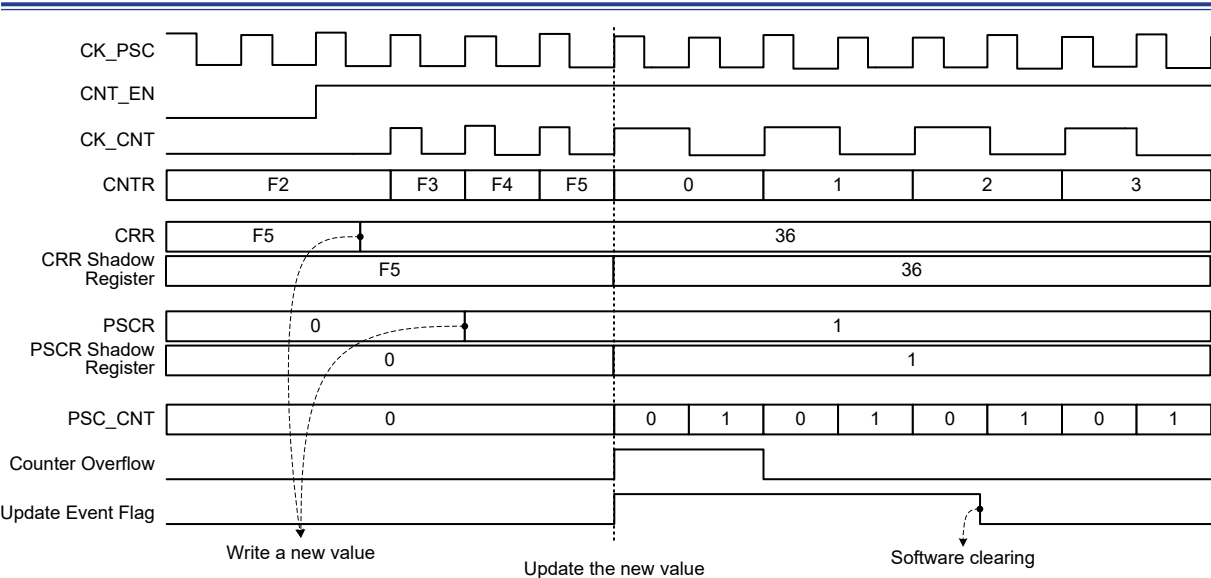 CK_PSC
CNT_EN
CK_CNT
CNTR F2 F3 F4 F5 0 1 2 3
CRR F5 36
CRR Shadow
Register F5 36
PSCR 0 1
PSCR Shadow
Register 0 1
PSC_CNT 0 0 1 0 1 0 1 0 1
Counter Overflow
Update Event Flag
Write a new value
Update the new value
Software clearing